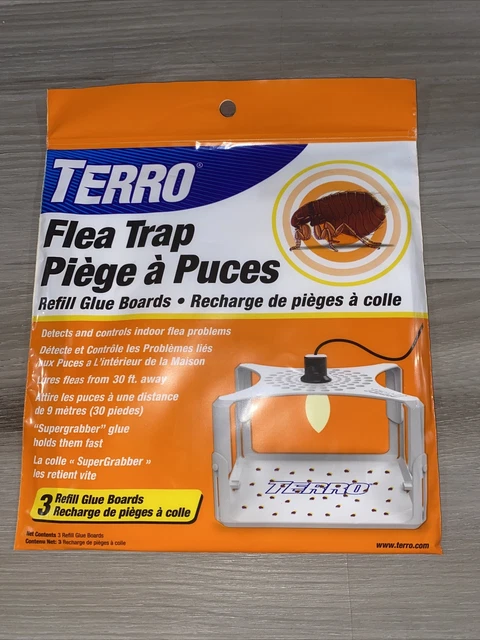 TERRO®
Flea Trap
Piège à Puces
Refill Glue Boards • Recharge de pièges à colle
Detects and controls indoor flea problems
Détecte et Contrôle les Problèmes liés
aux Puces a L'intérieur de la Maison
Lures fleas from 30 ft. away
Attire les puces à une distance
de 9 mètres (30 piedes)
"Supergrabber" glue
holds them fast
La colle « SuperGrabber »
les retient vite
TERRO
3 Refill Glue Boards
Recharge de pièges à colle
Net Contents 3 Refill Glue Boards
Contenu Net: 3 Recharge de pièges à colle
www.terro.com